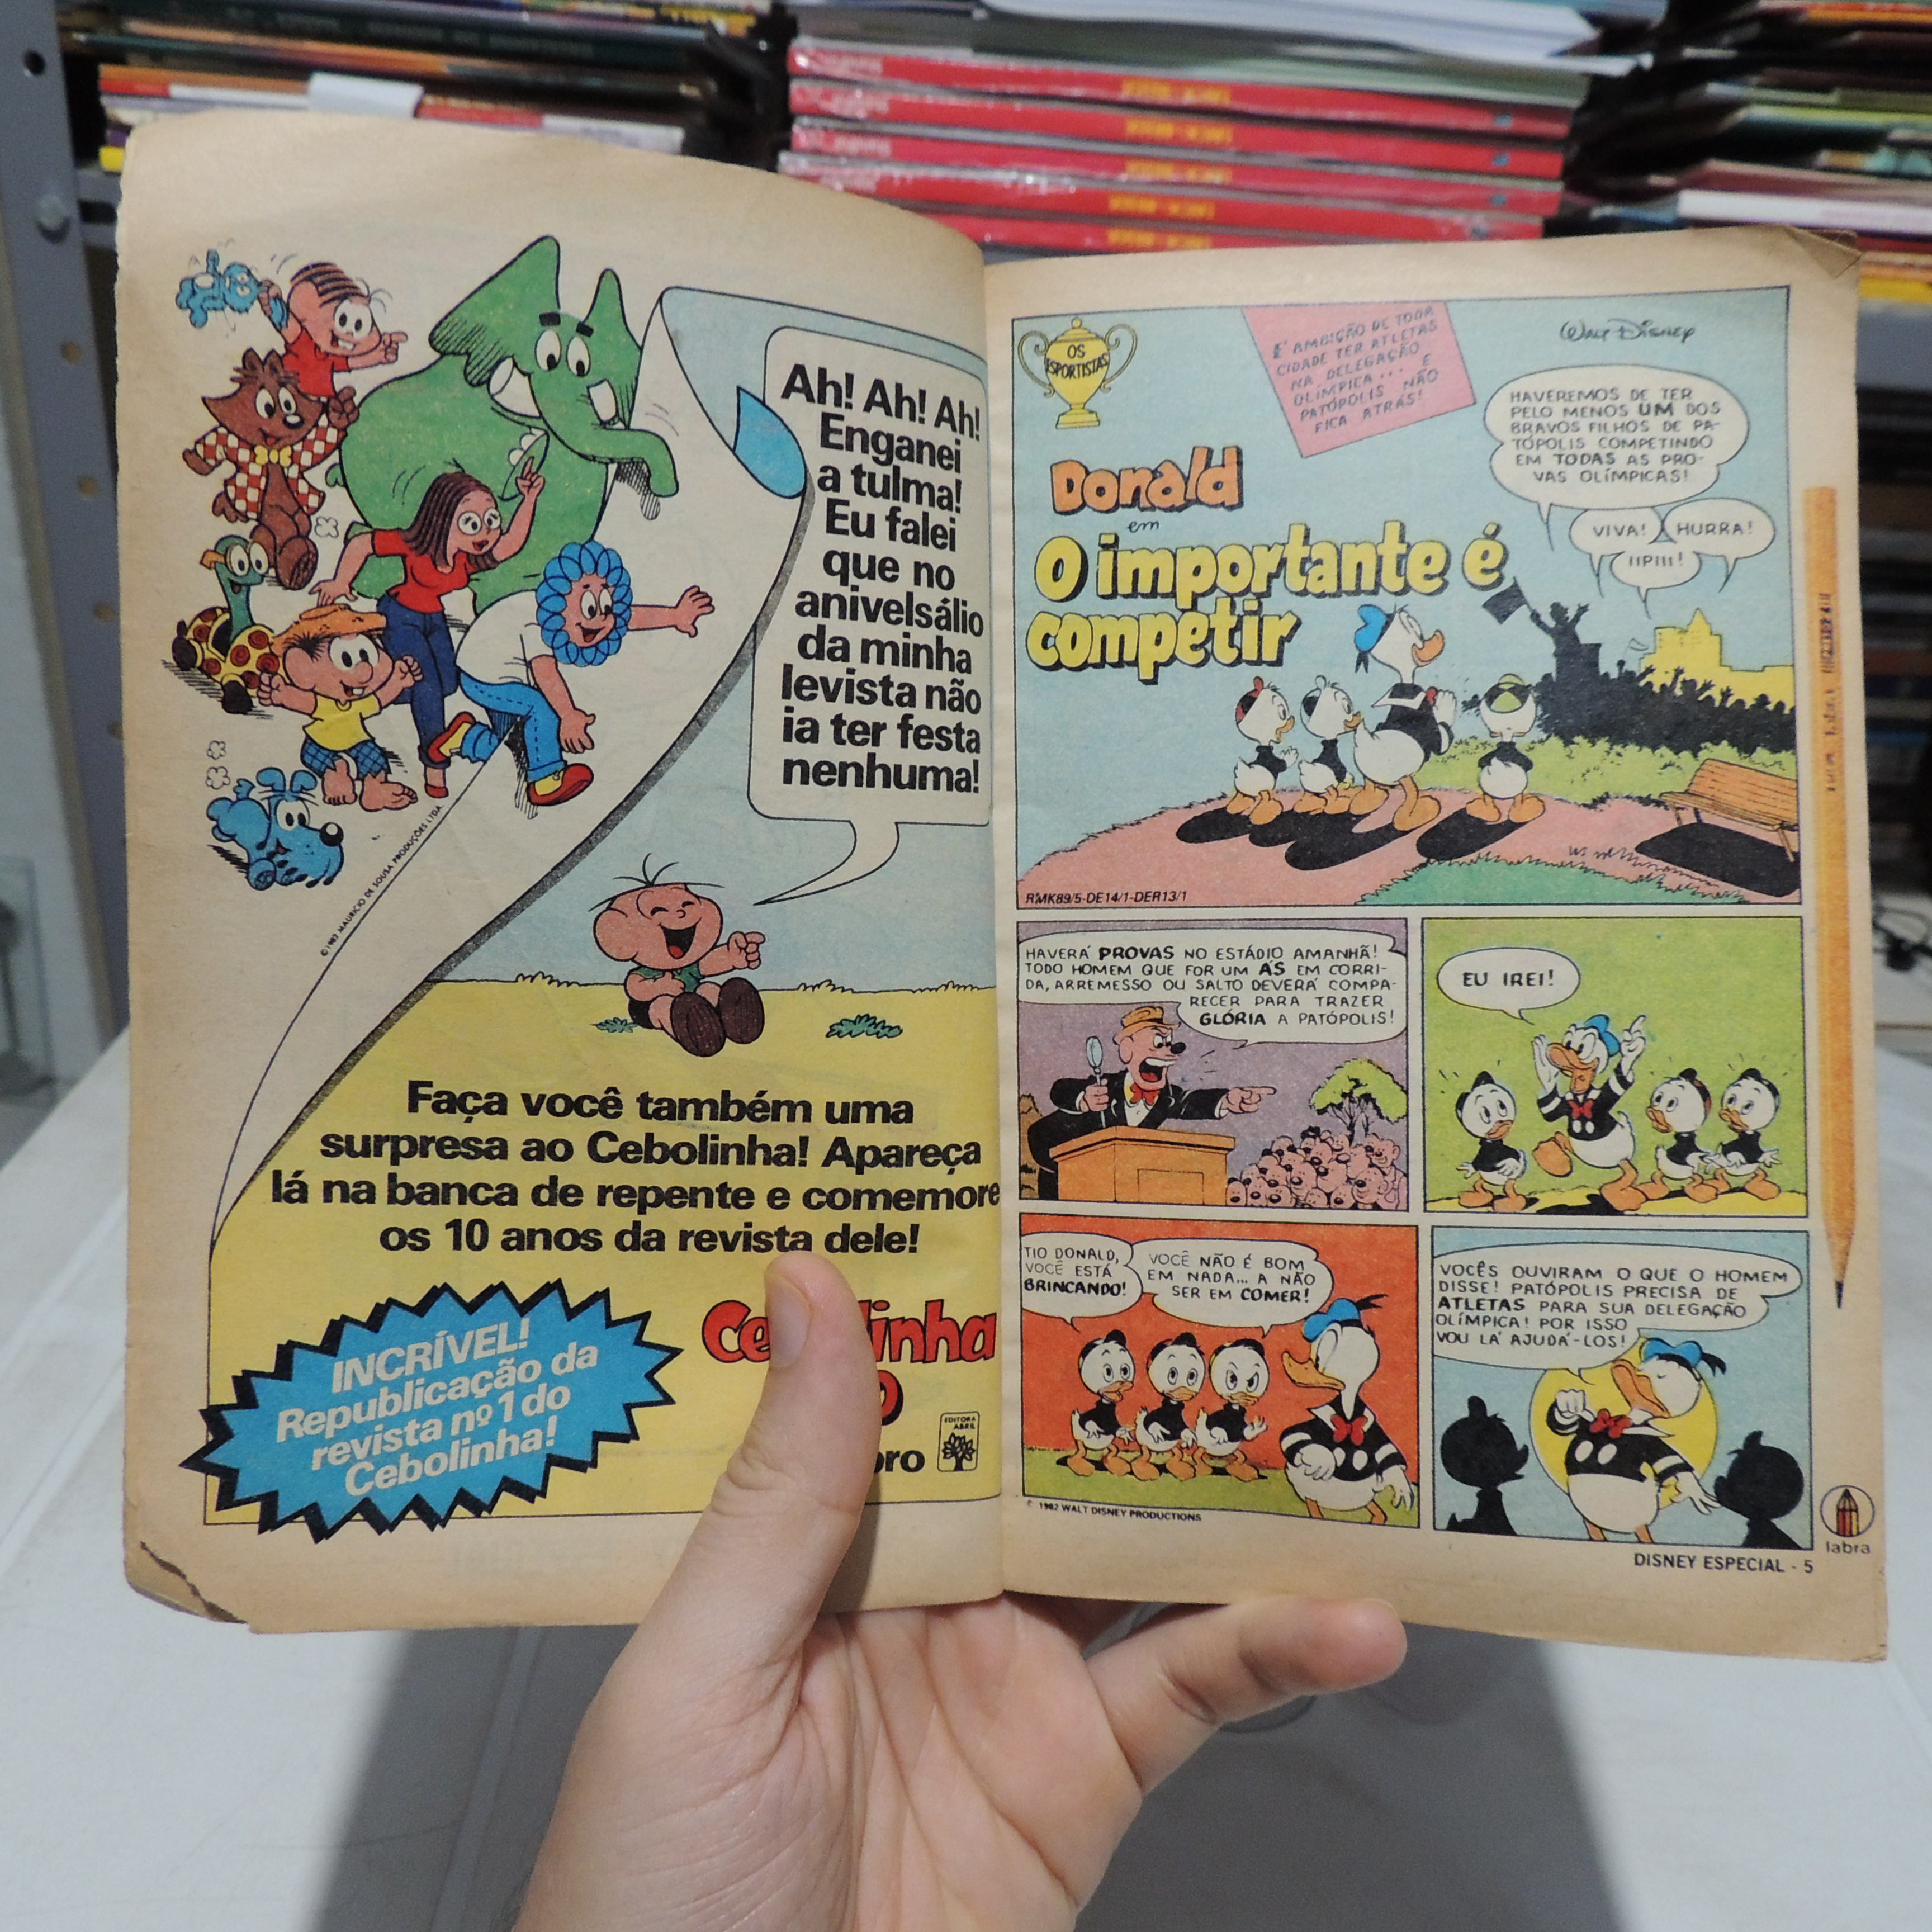 Ah! Ah! Ah!
Enganei
a tulma!
Eu falei
que no
anivelsálio
da minha
levista não
ia ter festa
nenhuma!
© 1982 MAURICIO DE SOUSA PRODUÇÕES LTDA.
Faça você também uma
surpresa ao Cebolinha! Apareça
lá na banca de repente e comemore
os 10 anos da revista dele!
INCRÍVEL!
Republicação da
revista nº 1 do
Cebolinha!
EDITORA
ABRIL
OS
ESPORTISTAS
É AMBIÇÃO DE TODA
CIDADE TER ATLETAS
NA DELEGAÇÃO
OLÍMPICA... E
PATÓPOLIS NÃO
FICA ATRÁS!
WALT DISNEY
HAVEREMOS DE TER
PELO MENOS UM DOS
BRAVOS FILHOS DE PA-
TÓPOLIS COMPETINDO
EM TODAS AS PRO-
VAS OLÍMPICAS!
VIVA!
HURRA!
IIPIII!
Donald
em
O importante é
competir
HAVERÁ PROVAS NO ESTÁDIO AMANHÃ!
TODO HOMEM QUE FOR UM ÁS EM CORRI-
DA, ARREMESSO OU SALTO DEVERÁ COMPA-
RECER PARA TRAZER
GLÓRIA A PATÓPOLIS!
EU IREI!
TIO DONALD,
VOCÊ ESTÁ
BRINCANDO!
VOCÊ NÃO É BOM
EM NADA... A NÃO
SER EM COMER!
VOCÊS OUVIRAM O QUE O HOMEM
DISSE! PATÓPOLIS PRECISA DE
ATLETAS PARA SUA DELEGAÇÃO
OLÍMPICA! POR ISSO
VOU LÁ AJUDÁ-LOS!
© 1982 WALT DISNEY PRODUCTIONS
labra
DISNEY ESPECIAL - 5